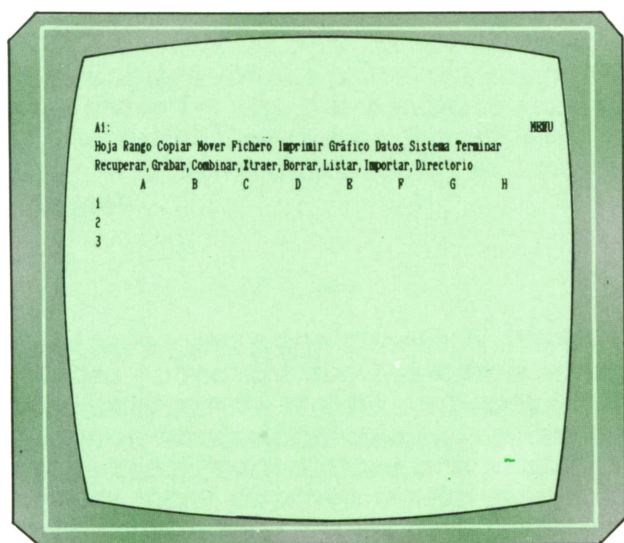 A1: MENU
Hoja Rango Copiar Mover Fichero Imprimir Gráfico Datos Sistema Terminar
Recuperar,Grabar,Combinar,Xtraer,Borrar,Listar,Importar,Directorio
A B C D E F G H
1
2
3